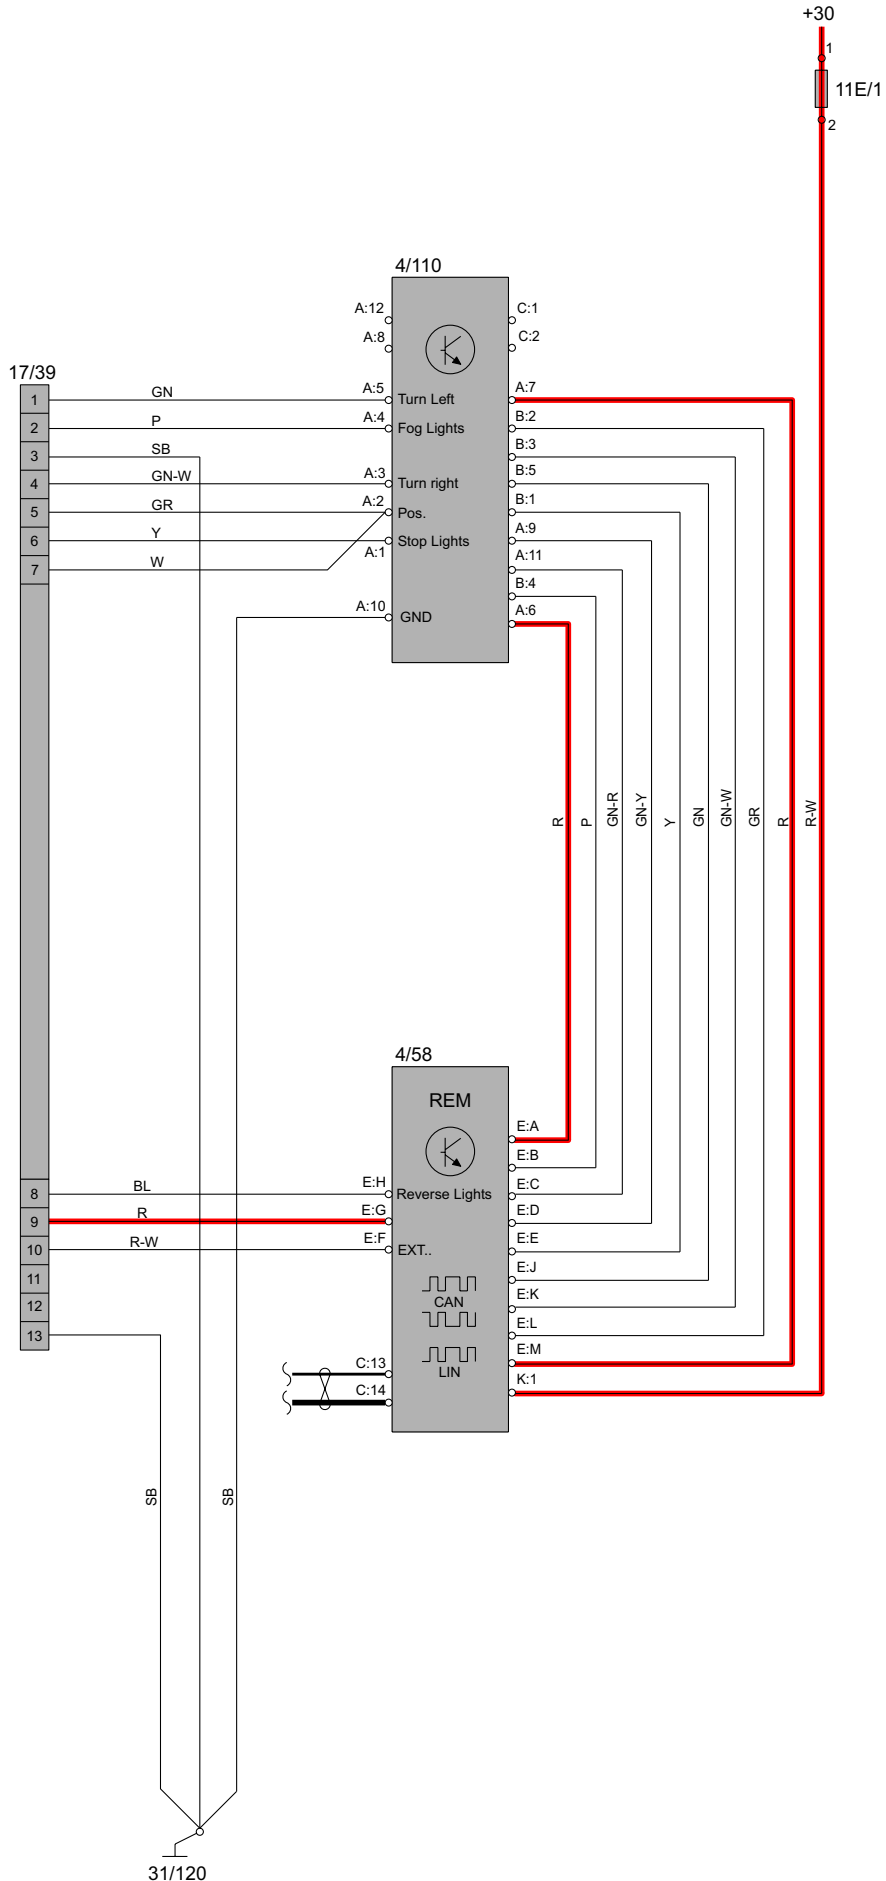 +30
1
11E/1
2
4/110
A:12
C:1
A:8
C:2
17/39
1
GN
A:5
Turn Left
A:7
2
P
A:4
Fog Lights
B:2
3
SB
B:3
4
GN-W
A:3
Turn right
B:5
5
GR
A:2
Pos.
B:1
6
Y
A:1
Stop Lights
A:9
7
W
A:11
B:4
A:10
GND
A:6
R
P
GN-R
GN-Y
Y
GN
GN-W
GR
R
R-W
4/58
REM
E:A
E:B
8
BL
E:H
Reverse Lights
E:C
9
R
E:G
E:D
10
R-W
E:F
EXT..
E:E
11
E:J
12
CAN
E:K
13
E:L
C:13
LIN
E:M
C:14
K:1
SB
SB
31/120